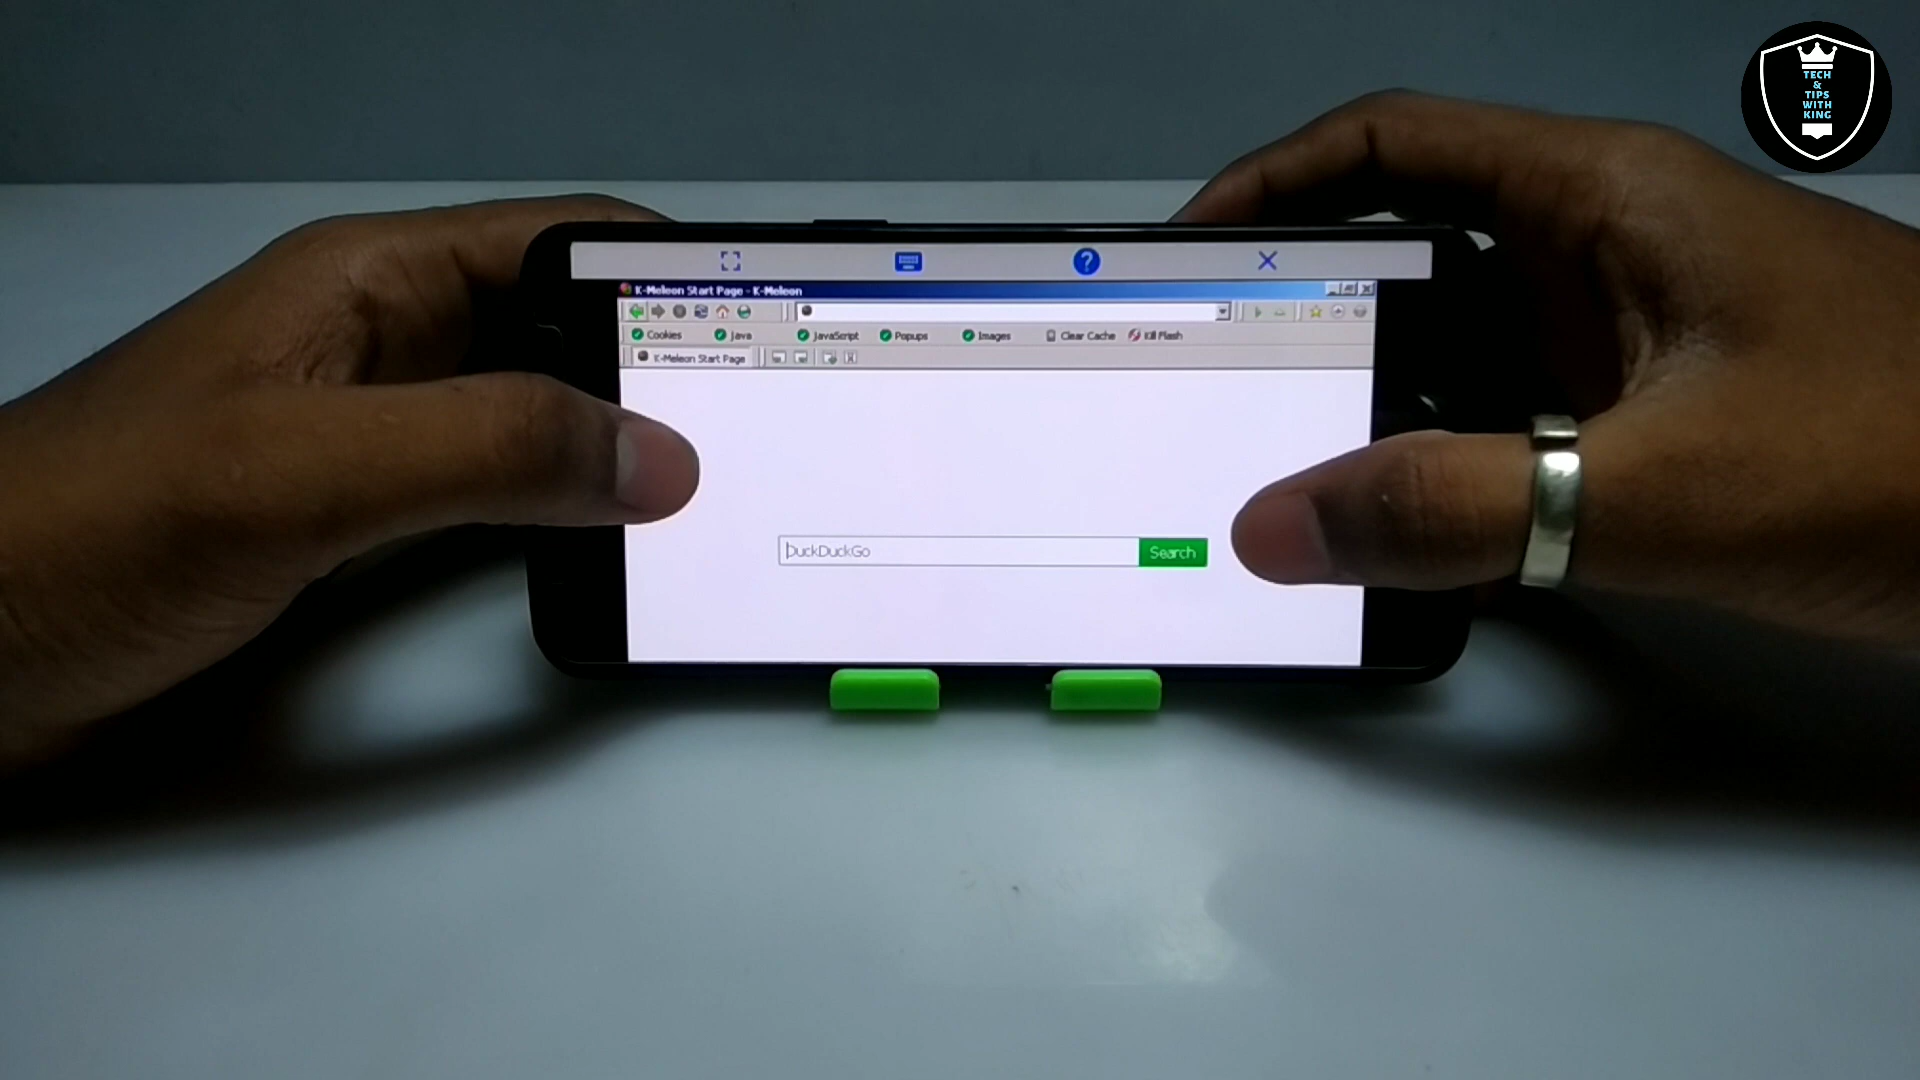 TECH
&
TIPS
WITH
KING
?
K-Meleon Start Page - K-Meleon
Cookies Java JavaScript Popups Images Clear Cache Kill Flash
K-Meleon Start Page
DuckDuckGo Search